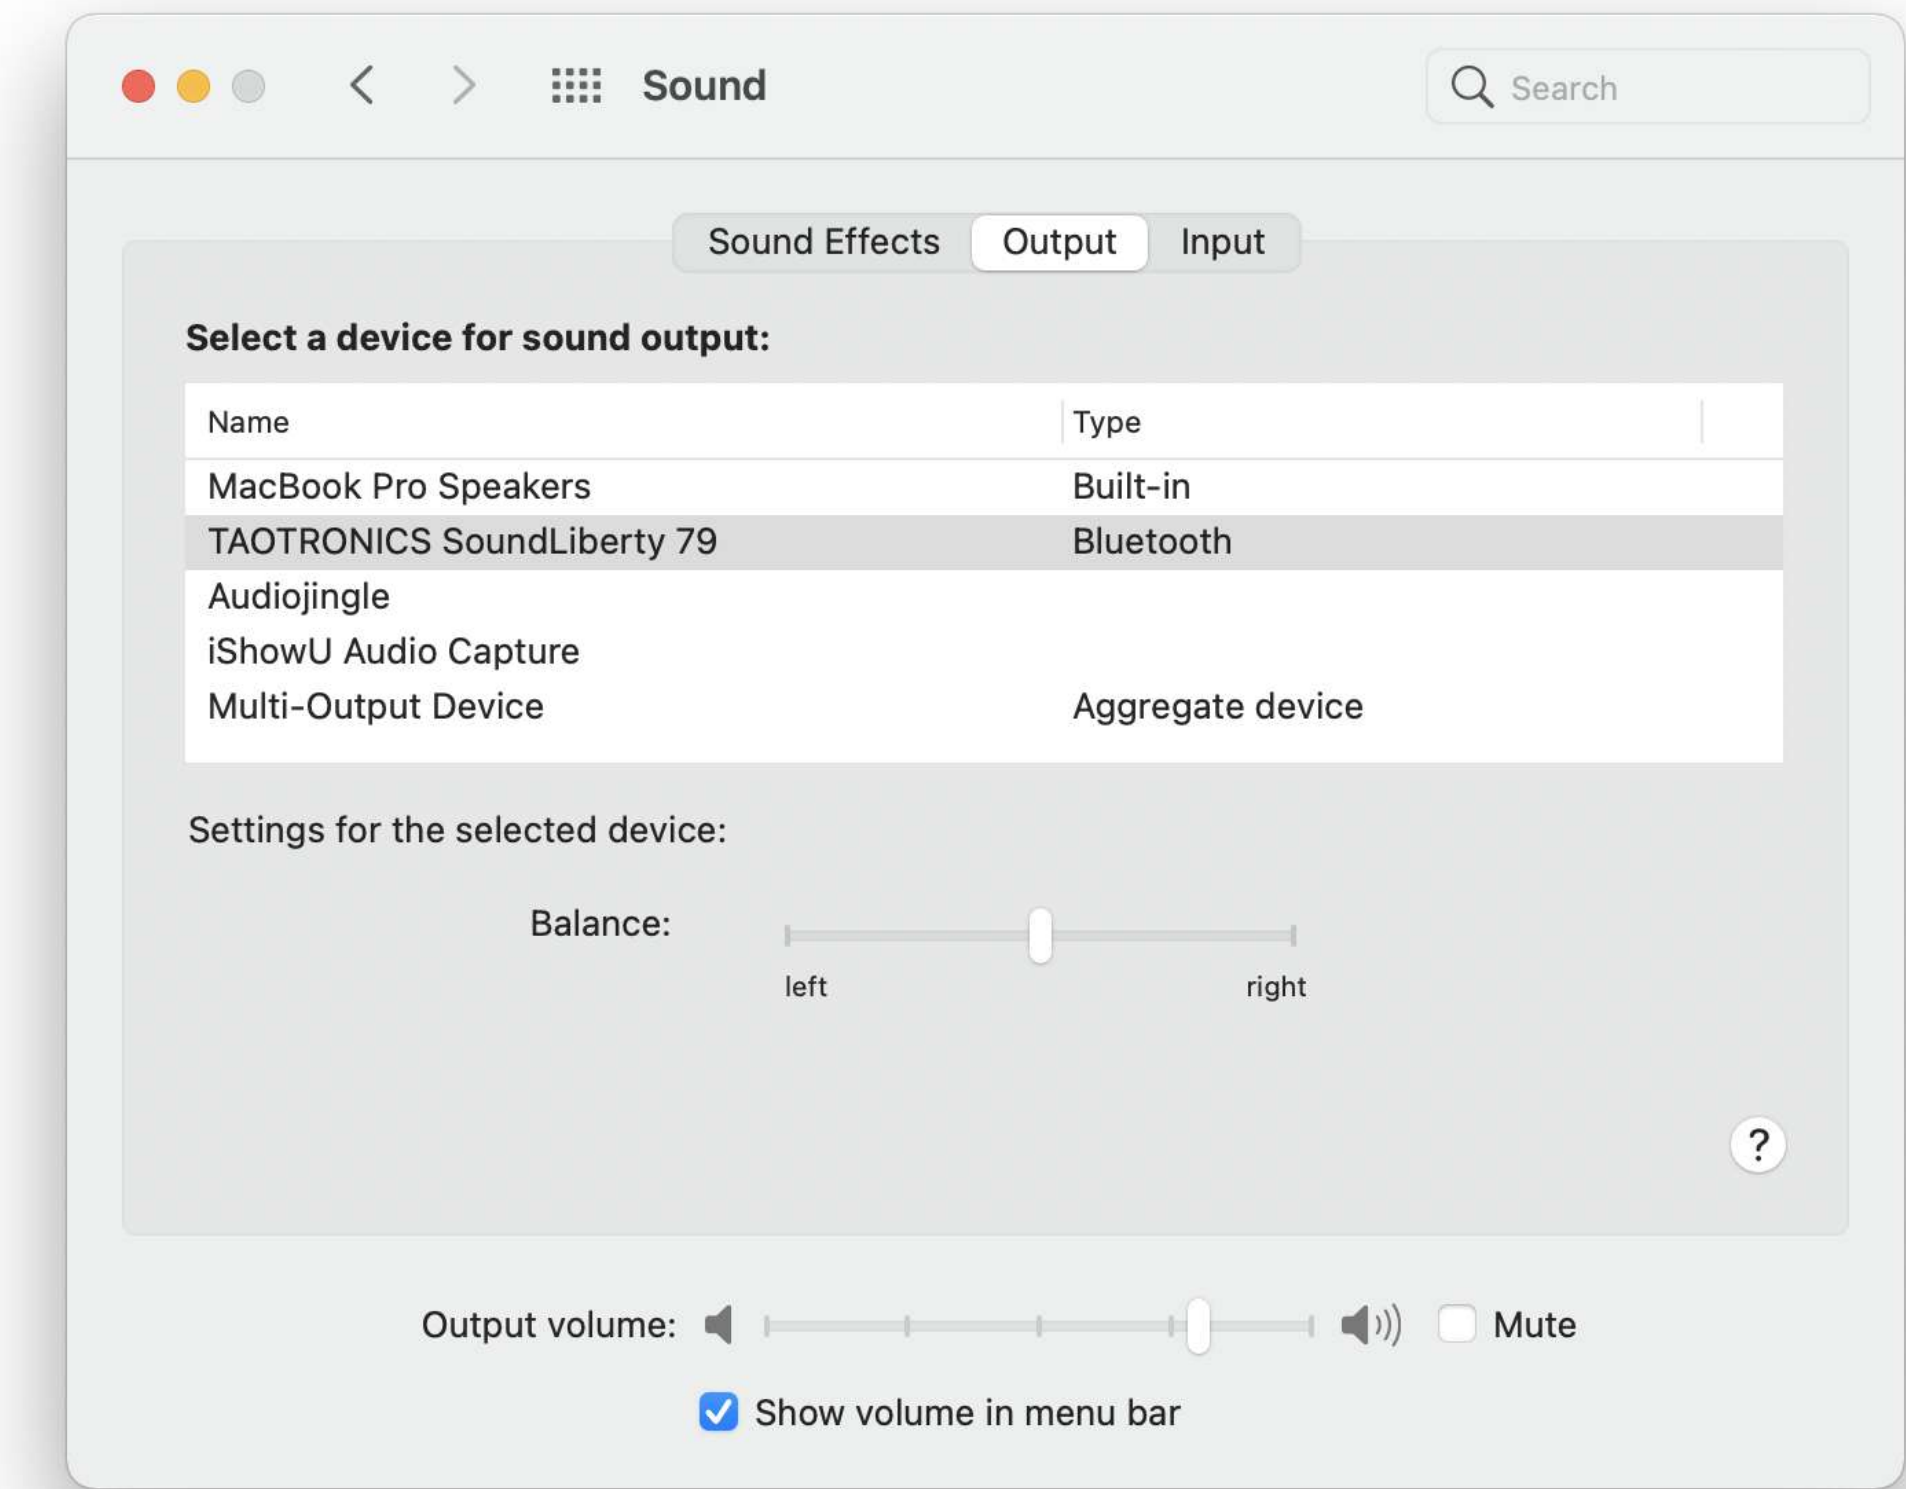 Sound
Search
Sound Effects Output Input
Select a device for sound output:
Name Type
MacBook Pro Speakers Built-in
TAOTRONICS SoundLiberty 79 Bluetooth
Audiojingle
iShowU Audio Capture
Multi-Output Device Aggregate device
Settings for the selected device:
Balance:
left right
?
Output volume: Mute
Show volume in menu bar